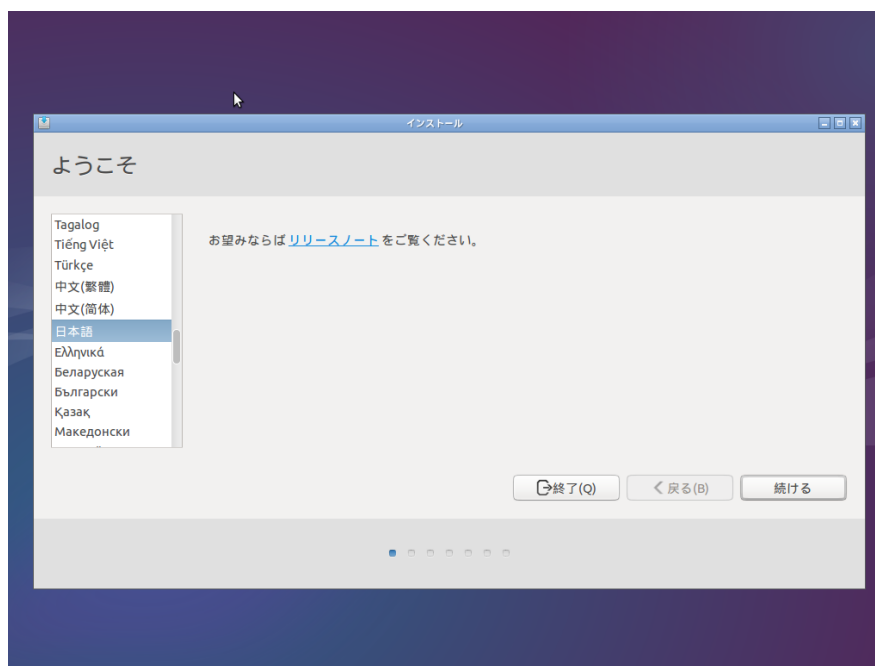 インストール
ようこそ
Tagalog
Tiếng Việt
Türkçe
中文(繁體)
中文(简体)
日本語
Ελληνικά
Беларуская
Български
Қазақ
Македонски
お望みならば リリースノート をご覧ください。
終了(Q)
戻る(B)
続ける